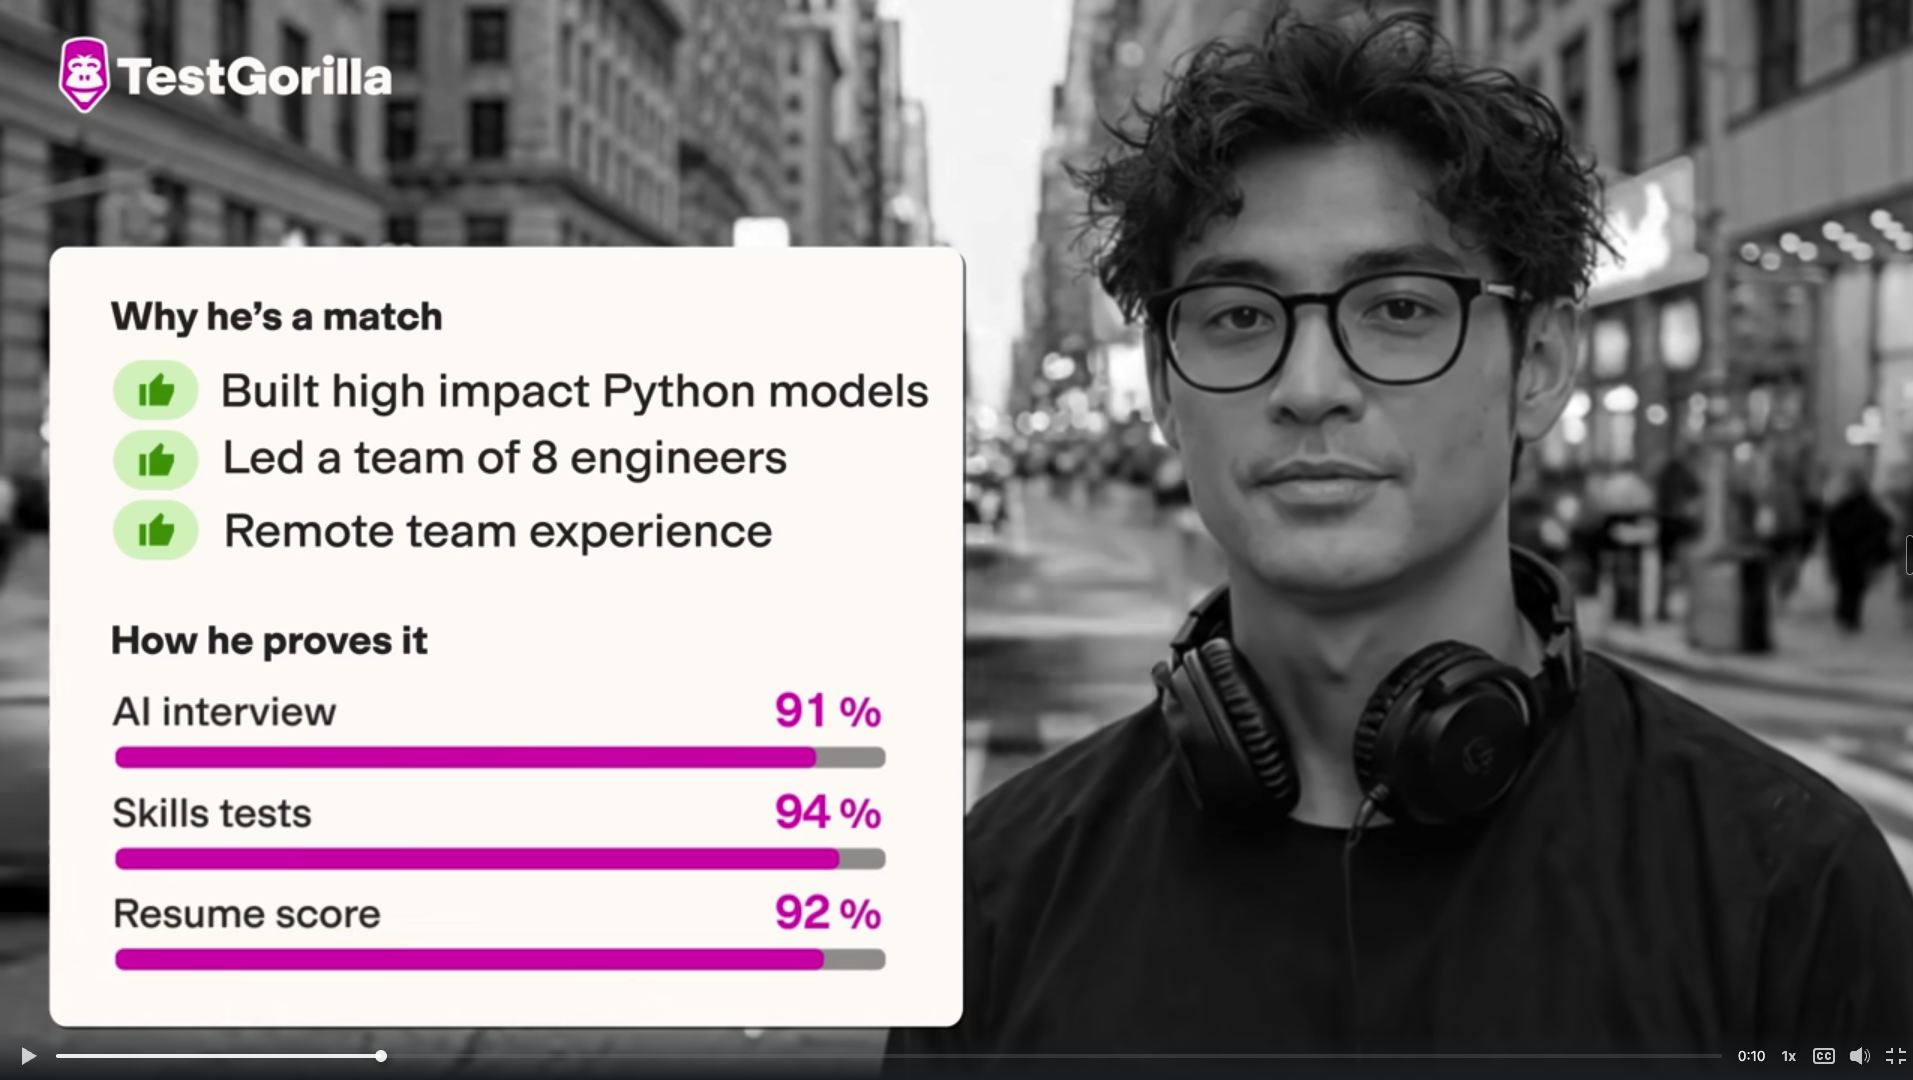 TestGorilla
Why he's a match
Built high impact Python models
Led a team of 8 engineers
Remote team experience
How he proves it
AI interview 91 %
Skills tests 94 %
Resume score 92 %
0:10 1x CC